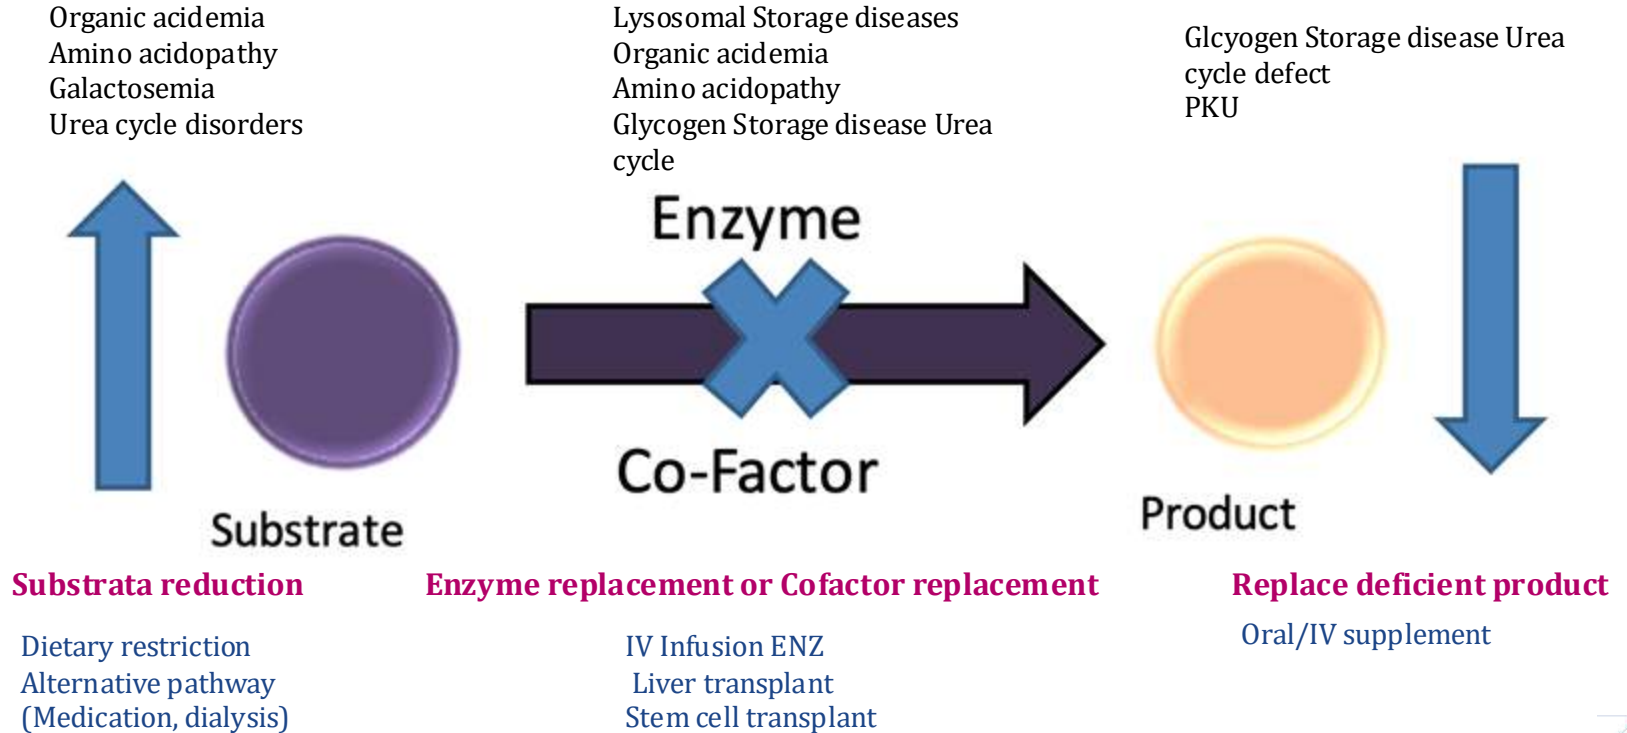 Organic acidemia
Amino acidopathy
Galactosemia
Urea cycle disorders
Lysosomal Storage diseases
Organic acidemia
Amino acidopathy
Glycogen Storage disease Urea
cycle
Glcyogen Storage disease Urea
cycle defect
PKU
Enzyme
Co-Factor
Substrate
Product
Substrata reduction
Enzyme replacement or Cofactor replacement
Replace deficient product
Dietary restriction
Alternative pathway
(Medication, dialysis)
IV Infusion ENZ
Liver transplant
Stem cell transplant
Oral/IV supplement